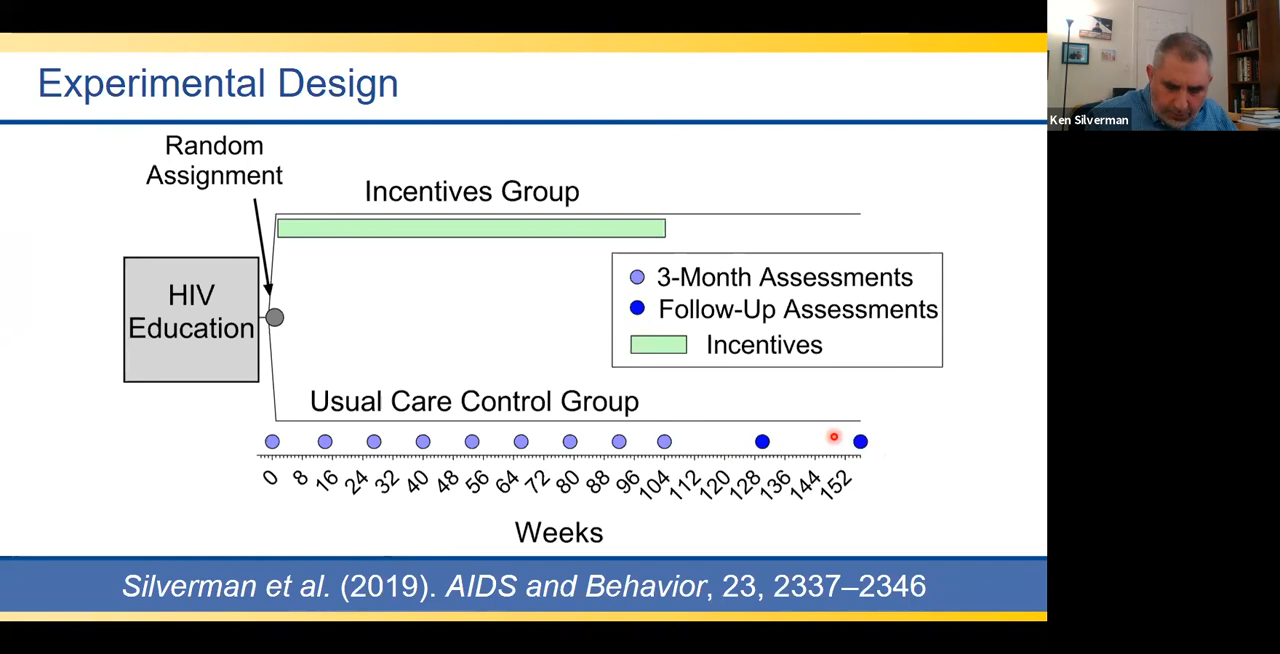 Experimental Design
Random
Assignment
Incentives Group
HIV
Education
3-Month Assessments
Follow-Up Assessments
Incentives
Usual Care Control Group
0 8 16 24 32 40 48 56 64 72 80 88 96 104 112 120 128 136 144 152
Weeks
Silverman et al. (2019). AIDS and Behavior, 23, 2337–2346
Ken Silverman